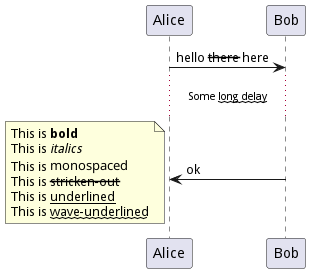 Alice Bob
hello there here
Some long delay
This is bold
This is italics
ok
This is monospaced
This is stricken-out
This is underlined
This is wave-underlined
Alice Bob